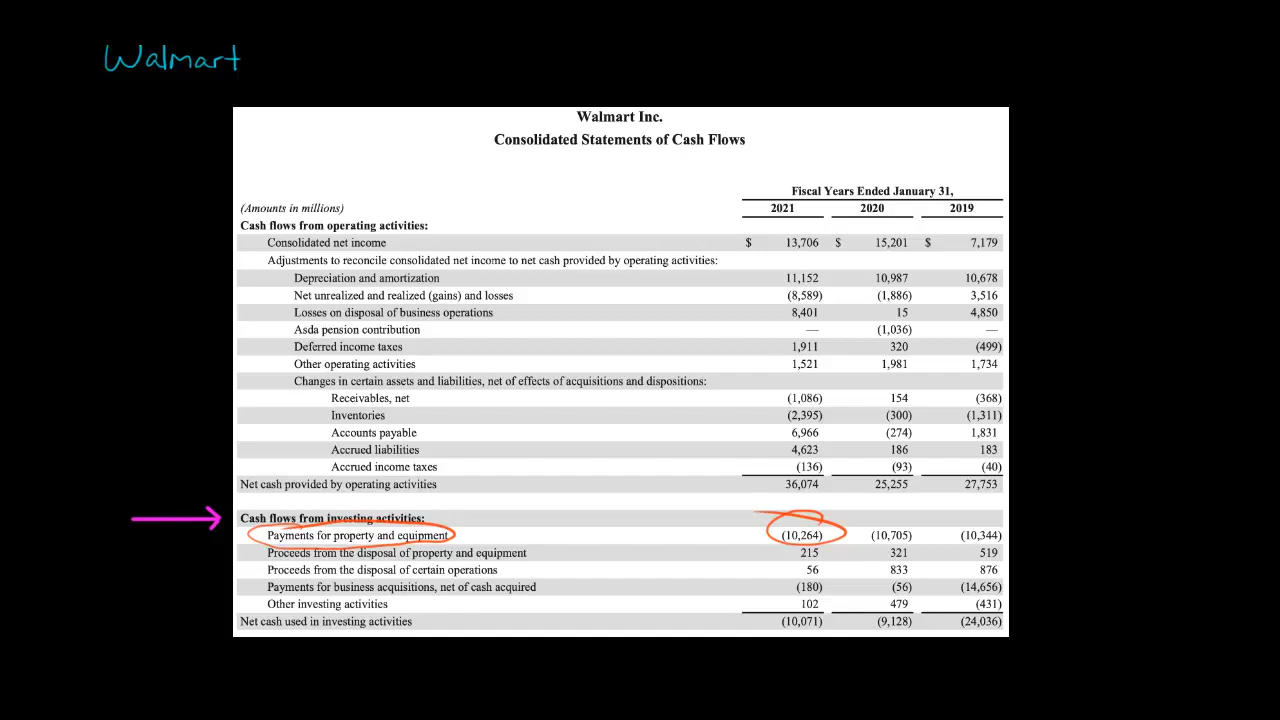 Walmart
Walmart Inc.
Consolidated Statements of Cash Flows
Fiscal Years Ended January 31,
(Amounts in millions) 2021 2020 2019
Cash flows from operating activities:
Consolidated net income $ 13,706 $ 15,201 $ 7,179
Adjustments to reconcile consolidated net income to net cash provided by operating activities:
Depreciation and amortization 11,152 10,987 10,678
Net unrealized and realized (gains) and losses (8,589) (1,886) 3,516
Losses on disposal of business operations 8,401 15 4,850
Asda pension contribution — (1,036) —
Deferred income taxes 1,911 320 (499)
Other operating activities 1,521 1,981 1,734
Changes in certain assets and liabilities, net of effects of acquisitions and dispositions:
Receivables, net (1,086) 154 (368)
Inventories (2,395) (300) (1,311)
Accounts payable 6,966 (274) 1,831
Accrued liabilities 4,623 186 183
Accrued income taxes (136) (93) (40)
Net cash provided by operating activities 36,074 25,255 27,753
Cash flows from investing activities:
Payments for property and equipment (10,264) (10,705) (10,344)
Proceeds from the disposal of property and equipment 215 321 519
Proceeds from the disposal of certain operations 56 833 876
Payments for business acquisitions, net of cash acquired (180) (56) (14,656)
Other investing activities 102 479 (431)
Net cash used in investing activities (10,071) (9,128) (24,036)